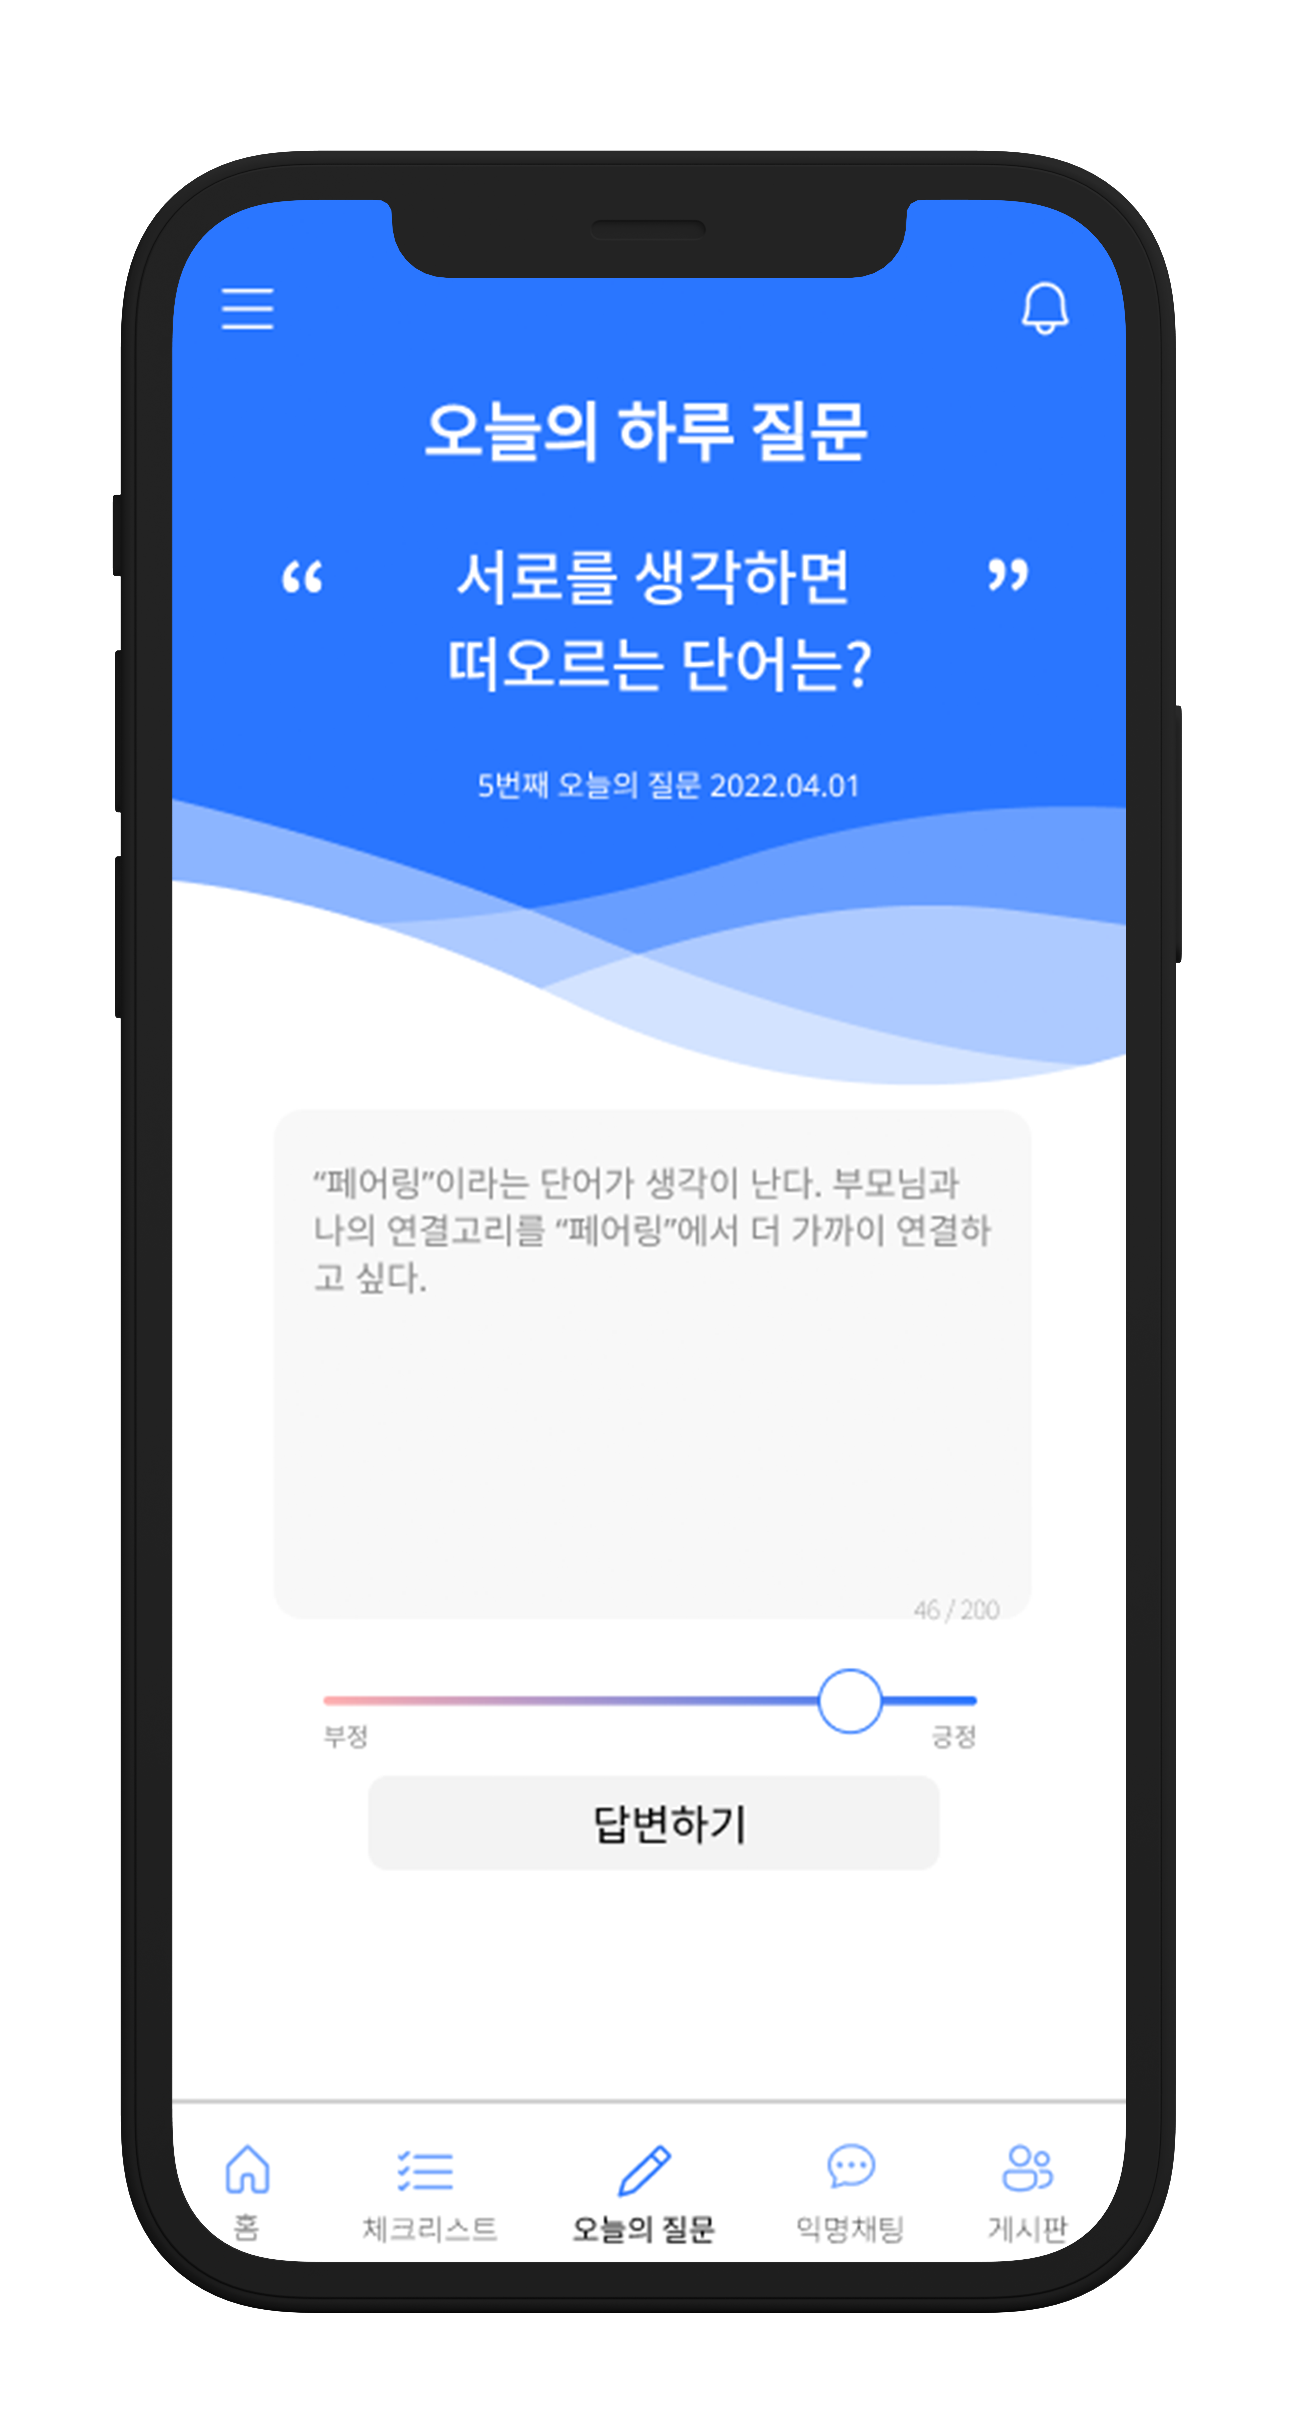 오늘의 하루 질문
“ 서로를 생각하면 ”
떠오르는 단어는?
5번째 오늘의 질문 2022.04.01
“페어링”이라는 단어가 생각이 난다. 부모님과
나의 연결고리를 “페어링”에서 더 가까이 연결하
고 싶다.
46 / 200
부정 긍정
답변하기
홈 체크리스트 오늘의 질문 익명채팅 게시판